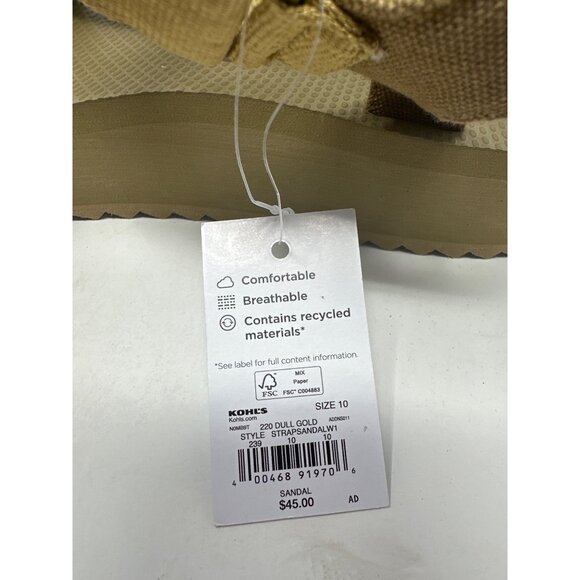 Comfortable
Breathable
Contains recycled
materials*
*See label for full content information.
MIX
Paper
FSC
FSC® C004883
KOHL'S
SIZE 10
Kohls.com
220 DULL GOLD
STYLE STRAPSANDALW1
239 10 10
4 00468 91970 6
SANDAL
$45.00
AD